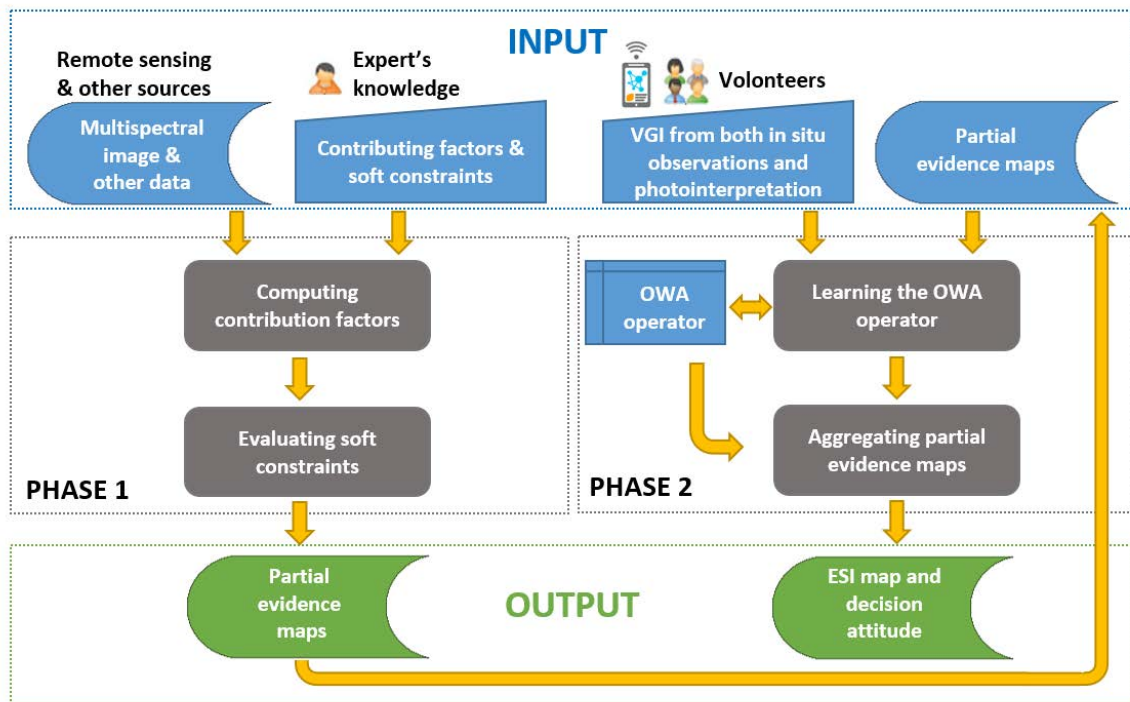 INPUT
Remote sensing
& other sources
Expert's
knowledge
Volonteers
Multispectral
image &
other data
Contributing factors &
soft constraints
VGI from both in situ
observations and
photointerpretation
Partial
evidence maps
Computing
contribution factors
Evaluating soft
constraints
PHASE 1
OWA
operator
Learning the OWA
operator
Aggregating partial
evidence maps
PHASE 2
Partial
evidence
maps
OUTPUT
ESI map and
decision
attitude